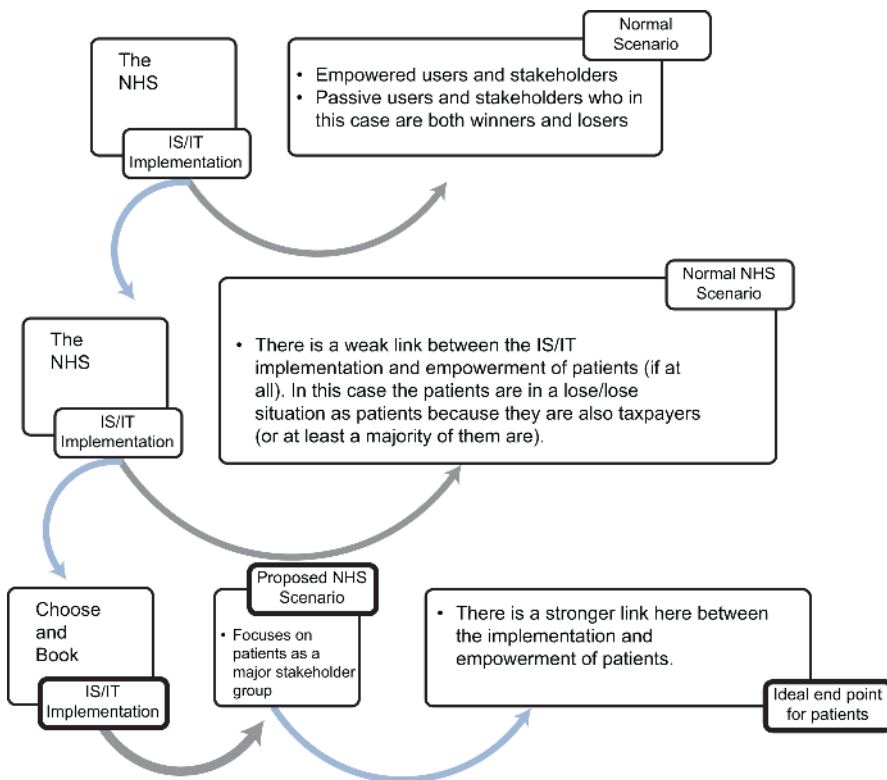 The
NHS
IS/IT
Implementation
Normal
Scenario
• Empowered users and stakeholders
• Passive users and stakeholders who in
this case are both winners and losers
The
NHS
IS/IT
Implementation
Normal NHS
Scenario
• There is a weak link between the IS/IT
implementation and empowerment of patients (if at
all). In this case the patients are in a lose/lose
situation as patients because they are also taxpayers
(or at least a majority of them are).
Choose
and
Book
IS/IT
Implementation
Proposed NHS
Scenario
• Focuses on
patients as a
major stakeholder
group
• There is a stronger link here between
the implementation and
empowerment of patients.
Ideal end point
for patients